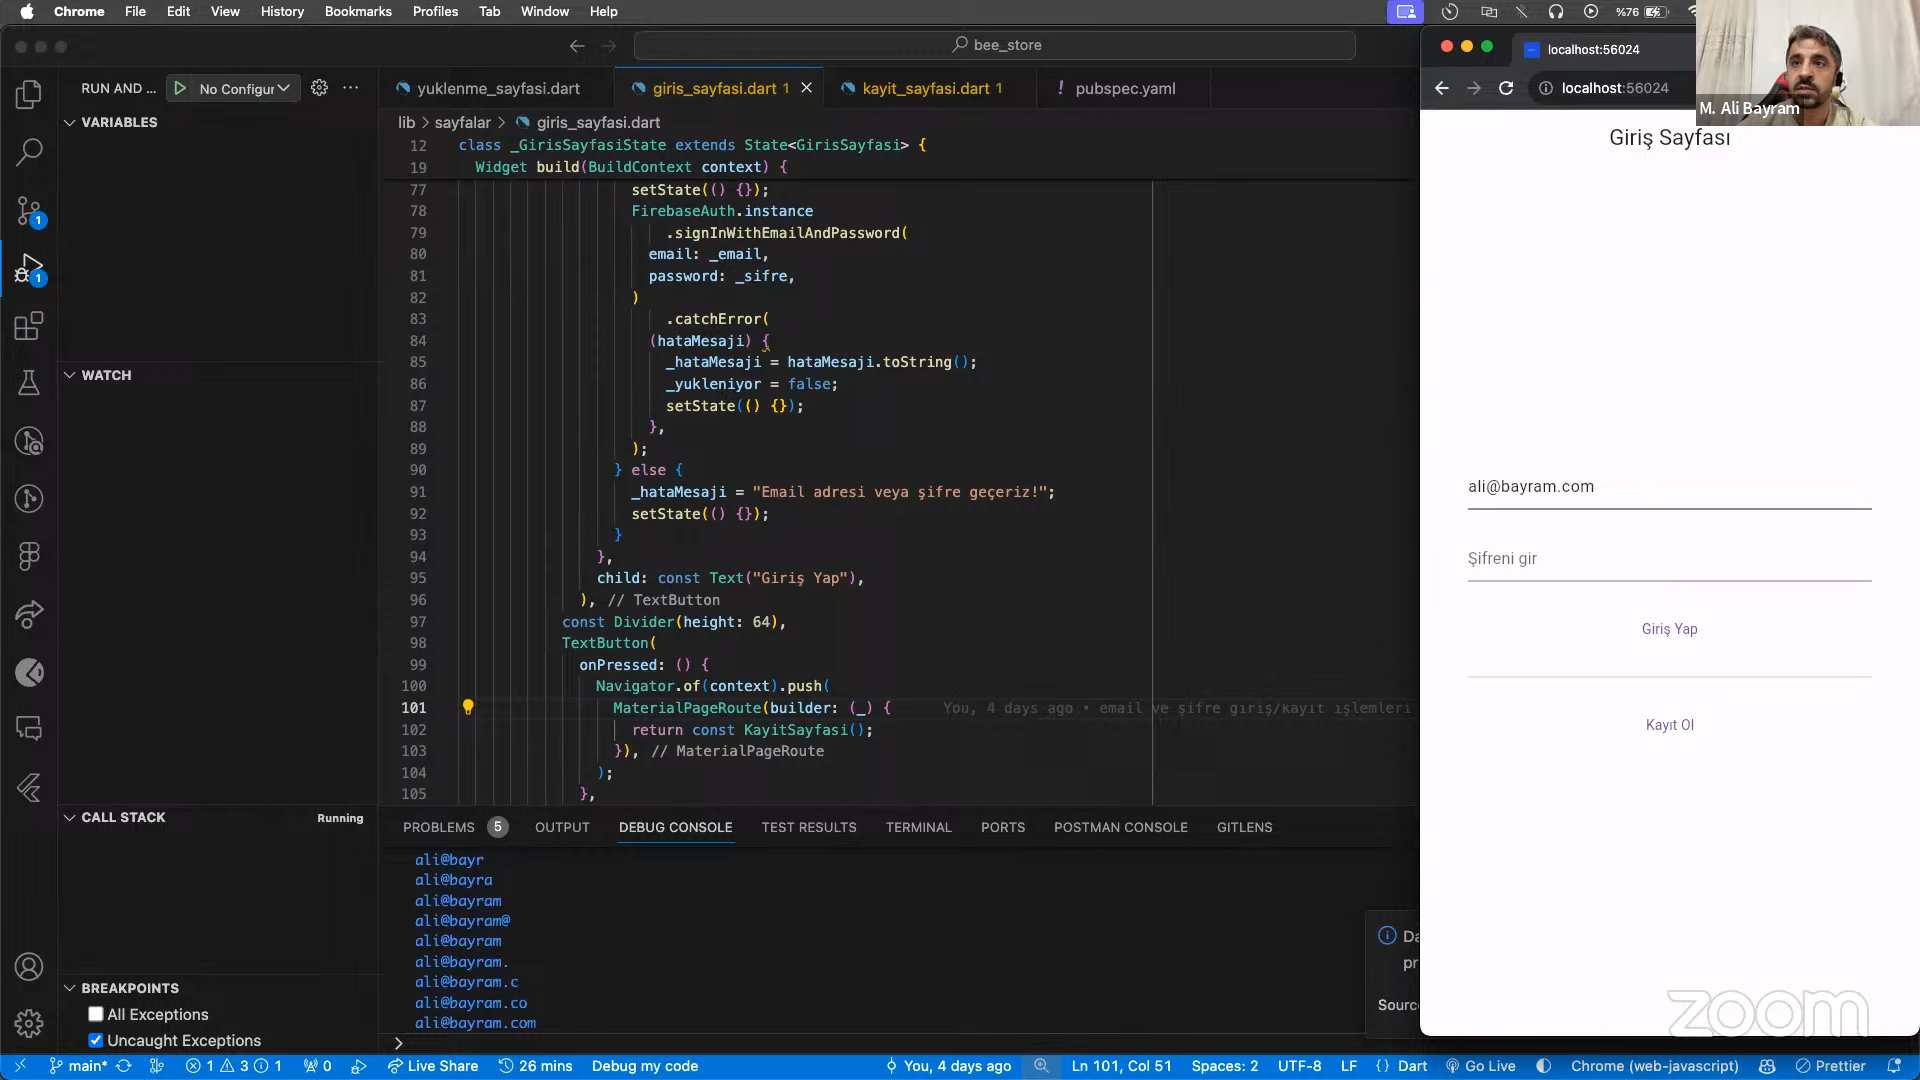 Chrome File Edit View History Bookmarks Profiles Tab Window Help
%76
bee_store
RUN AND ...
No Configur
yuklenme_sayfasi.dart
giris_sayfasi.dart 1
kayit_sayfasi.dart 1
! pubspec.yaml
lib > sayfalar > giris_sayfasi.dart
VARIABLES
WATCH
CALL STACK
Running
BREAKPOINTS
All Exceptions
Uncaught Exceptions
1
1
12 class _GirisSayfasiState extends State<GirisSayfasi> {
19 Widget build(BuildContext context) {
77 setState(() {});
78 FirebaseAuth.instance
79 .signInWithEmailAndPassword(
80 email: _email,
81 password: _sifre,
82 )
83 .catchError(
84 (hataMesaji) {
85 _hataMesaji = hataMesaji.toString();
86 _yukleniyor = false;
87 setState(() {});
88 },
89 );
90 } else {
91 _hataMesaji = "Email adresi veya şifre geçeriz!";
92 setState(() {});
93 }
94 },
95 child: const Text("Giriş Yap"),
96 ), // TextButton
97 const Divider(height: 64),
98 TextButton(
99 onPressed: () {
100 Navigator.of(context).push(
101 MaterialPageRoute(builder: (_) { You, 4 days ago • email ve şifre giriş/kayıt işlemleri
102 return const KayitSayfasi();
103 }), // MaterialPageRoute
104 );
105 },
PROBLEMS 5 OUTPUT DEBUG CONSOLE TEST RESULTS TERMINAL PORTS POSTMAN CONSOLE GITLENS
ali@bayr
ali@bayra
ali@bayram
ali@bayram@
ali@bayram
ali@bayram.
ali@bayram.c
ali@bayram.co
ali@bayram.com
>
Da
pr
Source
localhost:56024
localhost:56024
M. Ali Bayram
Giriş Sayfası
ali@bayram.com
Şifreni gir
Giriş Yap
Kayıt Ol
zoom
main* 1 3 1 0 Live Share 26 mins Debug my code You, 4 days ago Ln 101, Col 51 Spaces: 2 UTF-8 LF {} Dart Go Live Chrome (web-javascript) Prettier